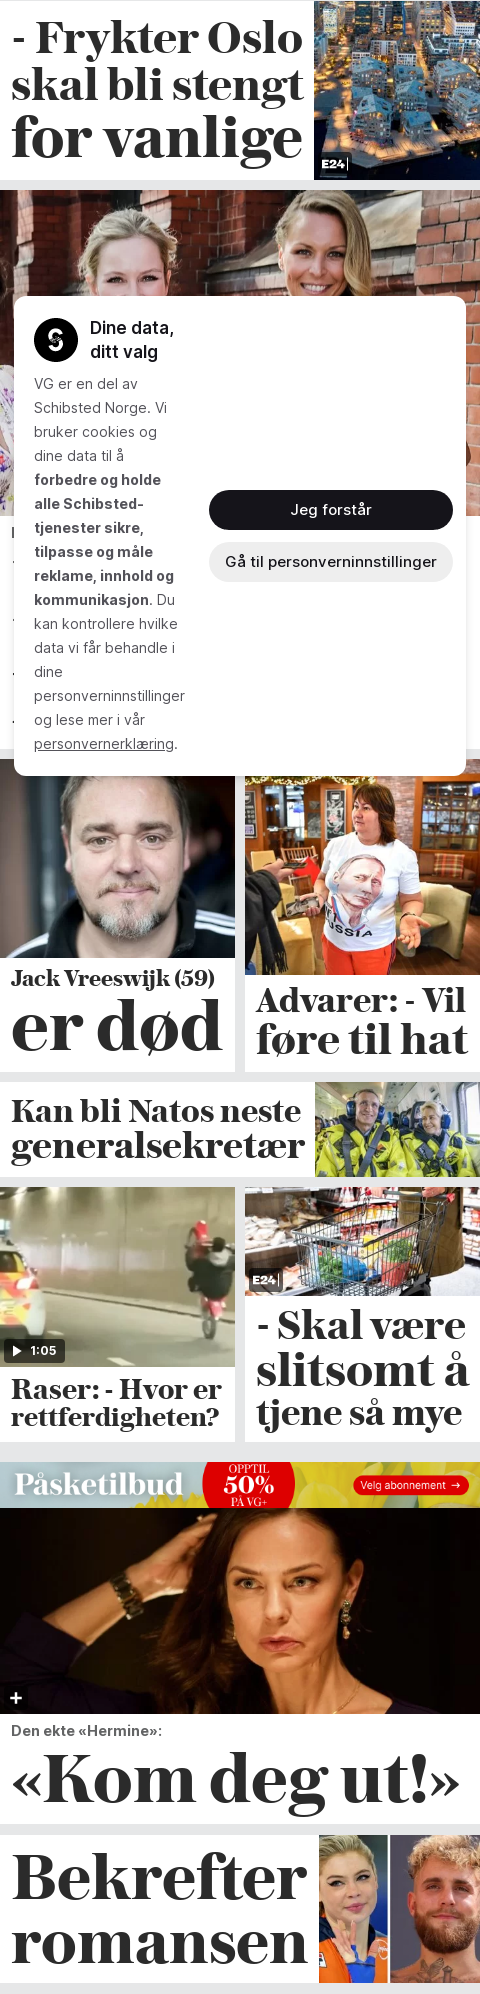 - Frykter Oslo
skal bli stengt
for vanlige
E24
Dine data,
ditt valg
VG er en del av
Schibsted Norge. Vi
bruker cookies og
dine data til å
forbedre og holde
alle Schibsted-
tjenester sikre,
tilpasse og måle
reklame, innhold og
kommunikasjon. Du
kan kontrollere hvilke
data vi får behandle i
dine
personverninnstillinger
og lese mer i vår
personvernerklæring.
Jeg forstår
Gå til personverninnstillinger
Jack Vreeswijk (59)
er død
Advarer: - Vil
føre til hat
Kan bli Natos neste
generalsekretær
1:05
Raser: - Hvor er
rettferdigheten?
E24
- Skal være
slitsomt å
tjene så mye
Påsketilbud
OPPTIL
50%
PÅ VG+
Velg abonnement →
Den ekte «Hermine»:
«Kom deg ut!»
Bekrefter
romansen